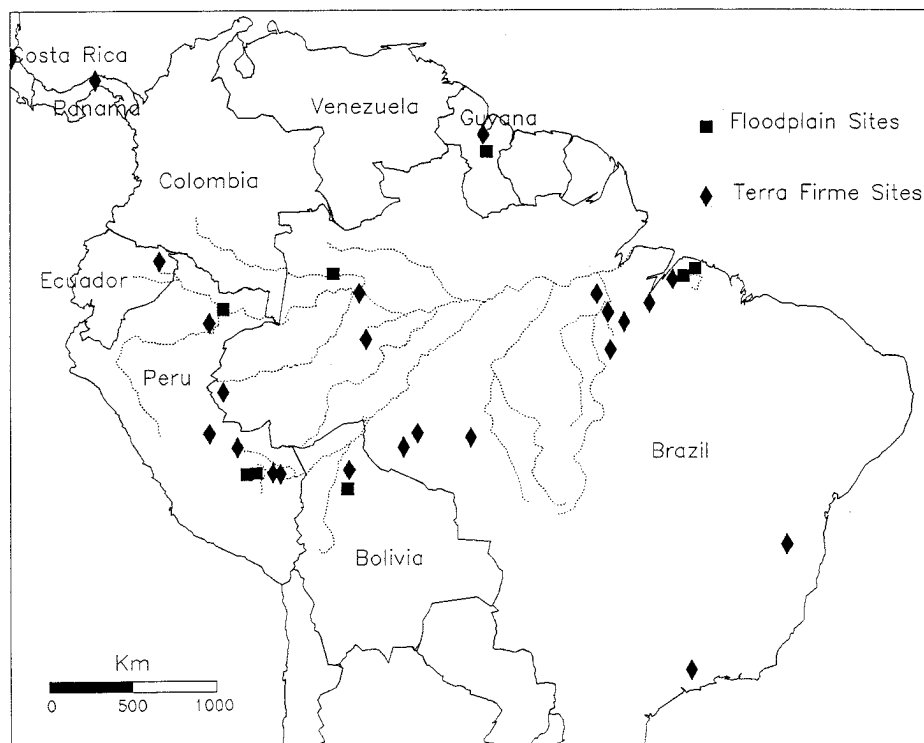 Costa Rica
Panama
Venezuela
Guyana
Floodplain Sites
Colombia
Terra Firme Sites
Ecuador
Peru
Brazil
Bolivia
Km
0 500 1000